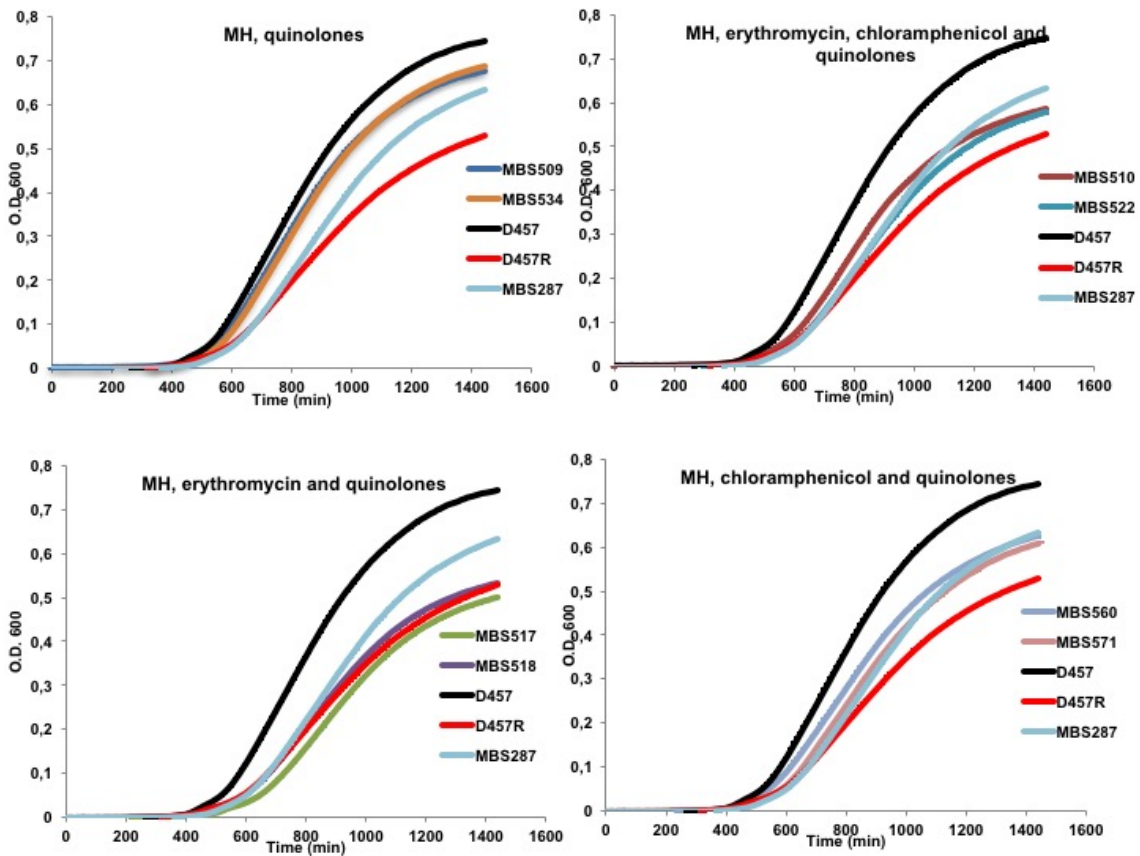 MH, quinolones
0,8
0,7
0,6
0,5
0,4
0,3
0,2
0,1
0
O.D. 600
0 200 400 600 800 1000 1200 1400 1600
Time (min)
MBS509
MBS534
D457
D457R
MBS287
MH, erythromycin, chloramphenicol and
quinolones
0,8
0,7
0,6
0,5
0,4
0,3
0,2
0,1
0
O.D. 600
0 200 400 600 800 1000 1200 1400 1600
Time (min)
MBS510
MBS522
D457
D457R
MBS287
MH, erythromycin and quinolones
0,8
0,7
0,6
0,5
0,4
0,3
0,2
0,1
0
O.D. 600
0 200 400 600 800 1000 1200 1400 1600
Time (min)
MBS517
MBS518
D457
D457R
MBS287
MH, chloramphenicol and quinolones
0,8
0,7
0,6
0,5
0,4
0,3
0,2
0,1
0
O.D. 600
0 200 400 600 800 1000 1200 1400 1600
Time (min)
MBS560
MBS571
D457
D457R
MBS287